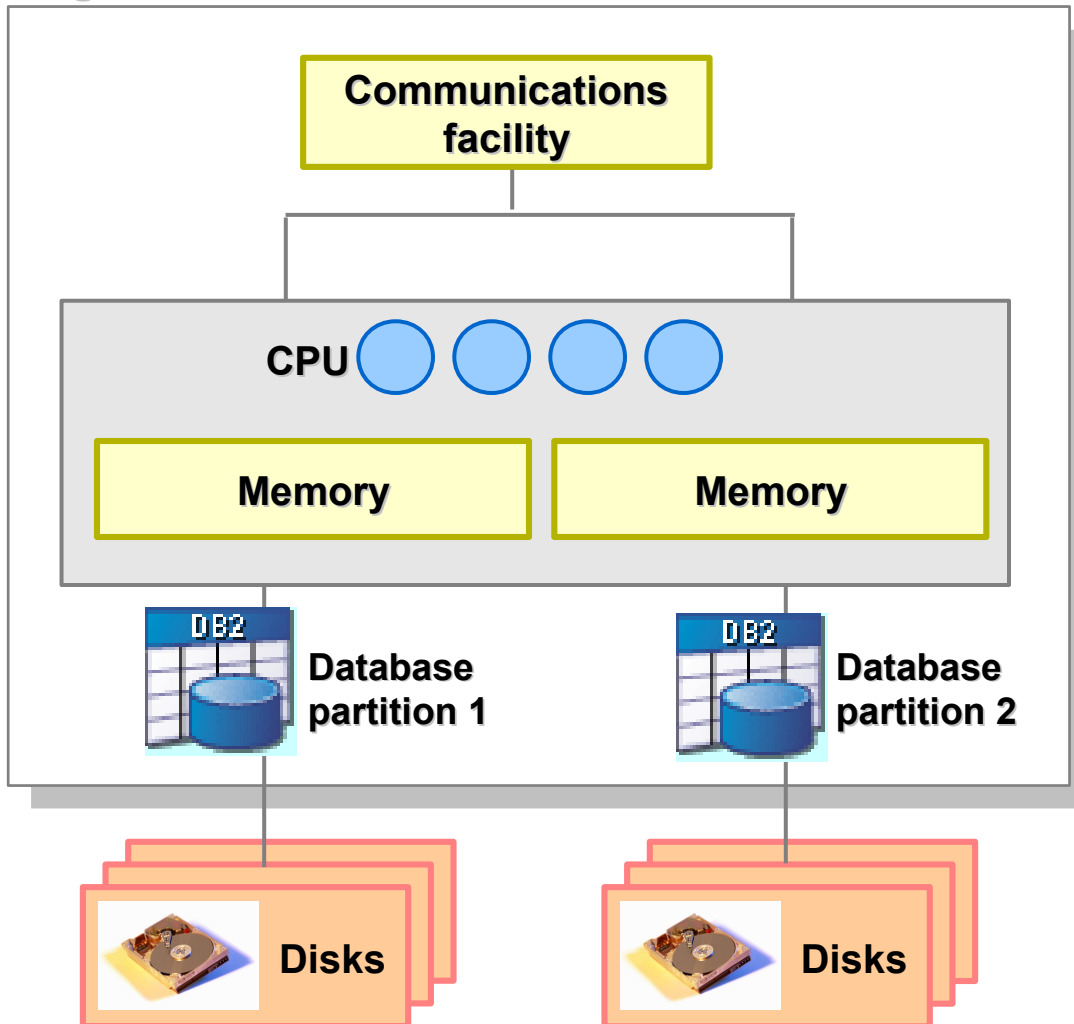 Communications
facility
CPU
Memory
Memory
DB2
Database
partition 1
DB2
Database
partition 2
Disks
Disks